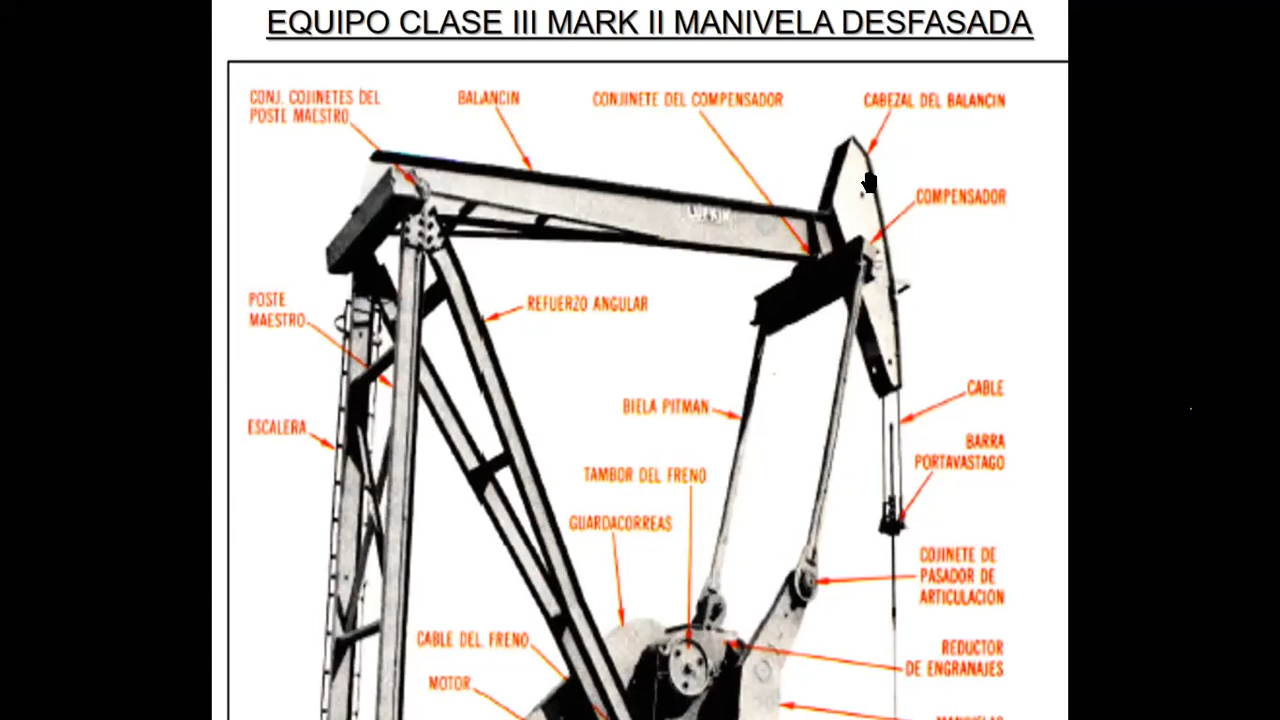 EQUIPO CLASE III MARK II MANIVELA DESFASADA
CONJ. COJINETES DEL
POSTE MAESTRO
BALANCIN
CONJINETE DEL COMPENSADOR
CABEZAL DEL BALANCIN
COMPENSADOR
LUFKIN
POSTE
MAESTRO
REFUERZO ANGULAR
ESCALERA
BIELA PITMAN
CABLE
BARRA
PORTAVASTAGO
TAMBOR DEL FRENO
GUARDACORREAS
COJINETE DE
PASADOR DE
ARTICULACION
CABLE DEL FRENO
REDUCTOR
DE ENGRANAJES
MOTOR